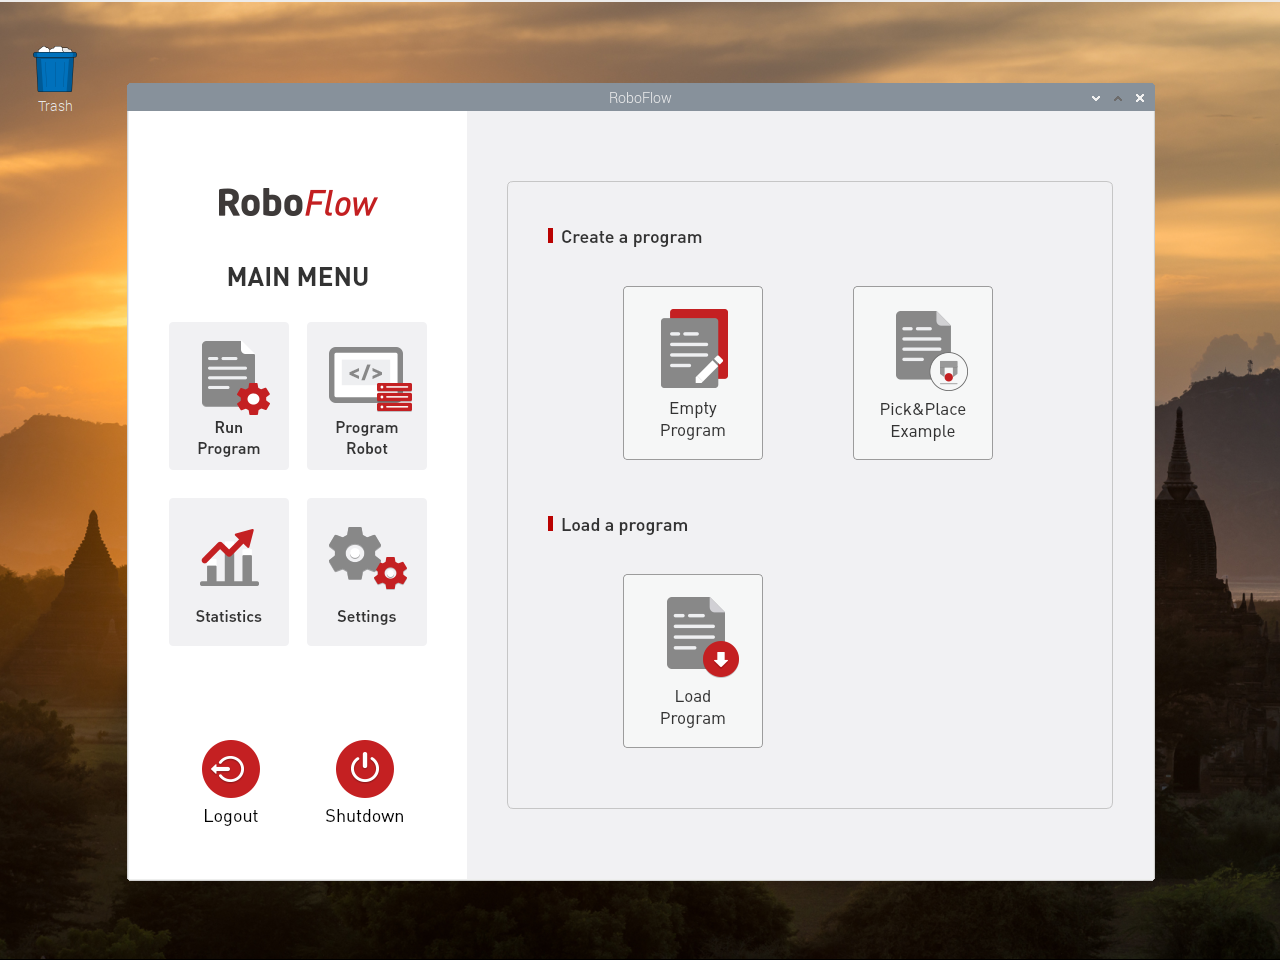 Trash
RoboFlow
RoboFlow
MAIN MENU
Run
Program
Program
Robot
</>
Statistics
Settings
Logout
Shutdown
Create a program
Empty
Program
Pick&Place
Example
Load a program
Load
Program